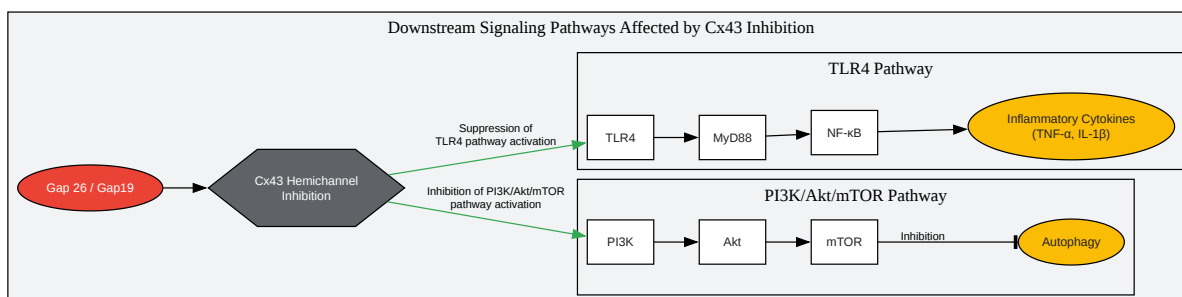 Downstream Signaling Pathways Affected by Cx43 Inhibition
TLR4 Pathway
Suppression of
TLR4 pathway activation
TLR4
MyD88
NF-κB
Inflammatory Cytokines
(TNF-α, IL-1β)
Gap 26 / Gap19
Cx43 Hemichannel
Inhibition
Inhibition of PI3K/Akt/mTOR
pathway activation
PI3K/Akt/mTOR Pathway
PI3K
Akt
mTOR
Inhibition
Autophagy